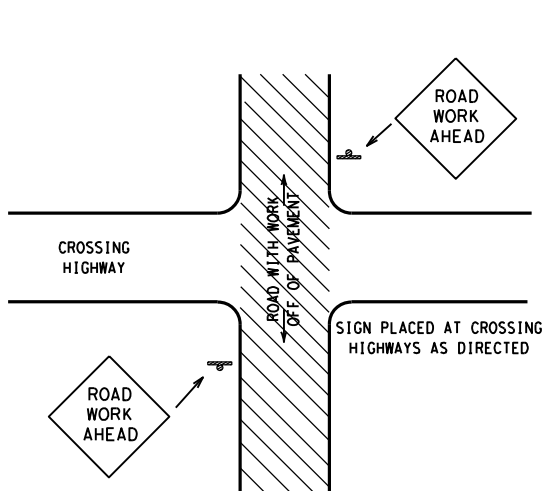 ROAD
WORK
AHEAD
ROAD WITH WORK
OFF OF PAVEMENT
CROSSING
HIGHWAY
SIGN PLACED AT CROSSING
HIGHWAYS AS DIRECTED
ROAD
WORK
AHEAD